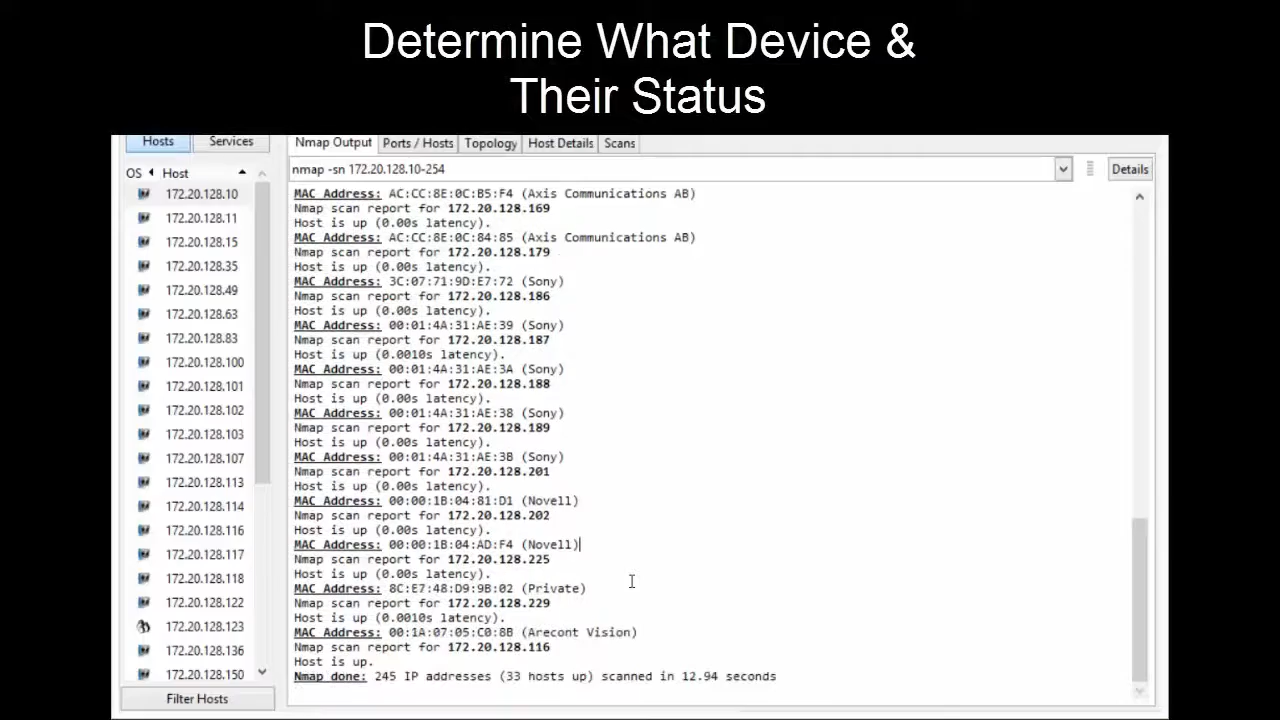 Determine What Device &
Their Status
Hosts Services
Nmap Output Ports / Hosts Topology Host Details Scans
OS Host
nmap -sn 172.20.128.10-254
Details
172.20.128.10
172.20.128.11
172.20.128.15
172.20.128.35
172.20.128.49
172.20.128.63
172.20.128.83
172.20.128.100
172.20.128.101
172.20.128.102
172.20.128.103
172.20.128.107
172.20.128.113
172.20.128.114
172.20.128.116
172.20.128.117
172.20.128.118
172.20.128.122
172.20.128.123
172.20.128.136
172.20.128.150
Filter Hosts
MAC Address: AC:CC:8E:0C:B5:F4 (Axis Communications AB)
Nmap scan report for 172.20.128.169
Host is up (0.00s latency).
MAC Address: AC:CC:8E:0C:84:85 (Axis Communications AB)
Nmap scan report for 172.20.128.179
Host is up (0.00s latency).
MAC Address: 3C:07:71:9D:E7:72 (Sony)
Nmap scan report for 172.20.128.186
Host is up (0.00s latency).
MAC Address: 00:01:4A:31:AE:39 (Sony)
Nmap scan report for 172.20.128.187
Host is up (0.0010s latency).
MAC Address: 00:01:4A:31:AE:3A (Sony)
Nmap scan report for 172.20.128.188
Host is up (0.00s latency).
MAC Address: 00:01:4A:31:AE:38 (Sony)
Nmap scan report for 172.20.128.189
Host is up (0.00s latency).
MAC Address: 00:01:4A:31:AE:3B (Sony)
Nmap scan report for 172.20.128.201
Host is up (0.00s latency).
MAC Address: 00:00:1B:04:81:D1 (Novell)
Nmap scan report for 172.20.128.202
Host is up (0.00s latency).
MAC Address: 00:00:1B:04:AD:F4 (Novell)
Nmap scan report for 172.20.128.225
Host is up (0.00s latency).
MAC Address: 8C:E7:48:D9:9B:02 (Private)
Nmap scan report for 172.20.128.229
Host is up (0.0010s latency).
MAC Address: 00:1A:07:05:C0:8B (Arecont Vision)
Nmap scan report for 172.20.128.116
Host is up.
Nmap done: 245 IP addresses (33 hosts up) scanned in 12.94 seconds